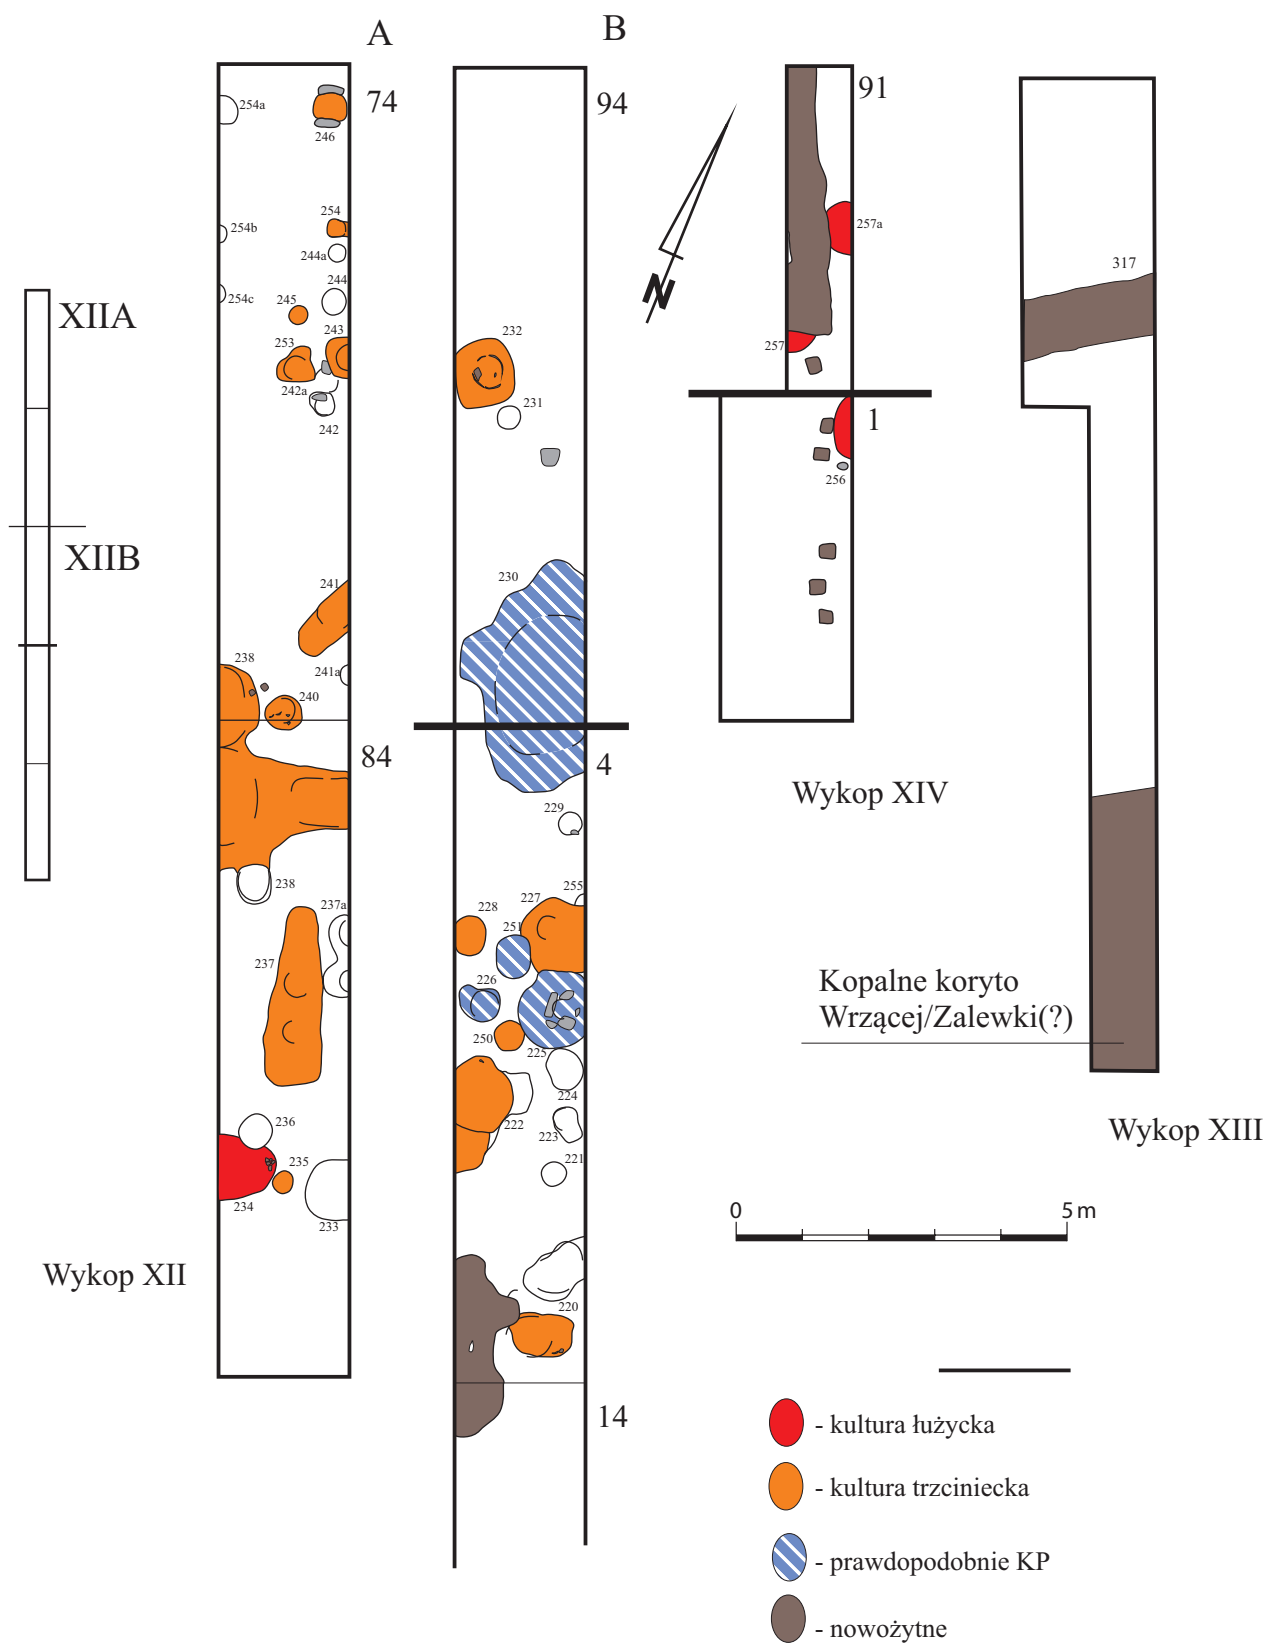 A
B
74
94
91
254a
246
254
254b
244a
254c
244
245
243
253
242a
242
XIIA
XIIB
232
231
257a
257
1
256
317
N
241
238
241a
240
84
230
4
229
238
237a
237
255
227
228
251
226
250
225
224
222
223
221
236
235
234
233
220
14
Wykop XII
Wykop XIV
Kopalne koryto
Wrzącej/Zalewki(?)
Wykop XIII
0
5 m
- kultura łużycka
- kultura trzciniecka
- prawdopodobnie KP
- nowożytne